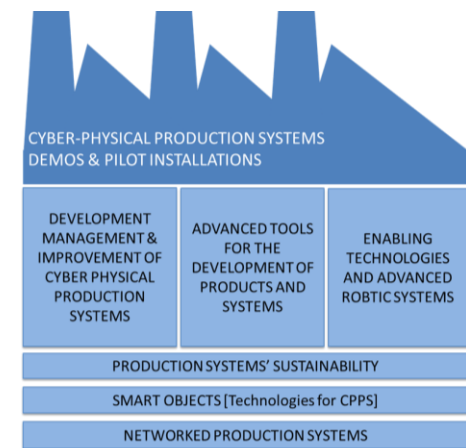 CYBER-PHYSICAL PRODUCTION SYSTEMS
DEMOS & PILOT INSTALLATIONS
DEVELOPMENT
MANAGEMENT &
IMPROVEMENT OF
CYBER PHYSICAL
PRODUCTION
SYSTEMS
ADVANCED TOOLS
FOR THE
DEVELOPMENT OF
PRODUCTS AND
SYSTEMS
ENABLING
TECHNOLOGIES
AND ADVANCED
ROBTIC SYSTEMS
PRODUCTION SYSTEMS’ SUSTAINABILITY
SMART OBJECTS [Technologies for CPPS]
NETWORKED PRODUCTION SYSTEMS